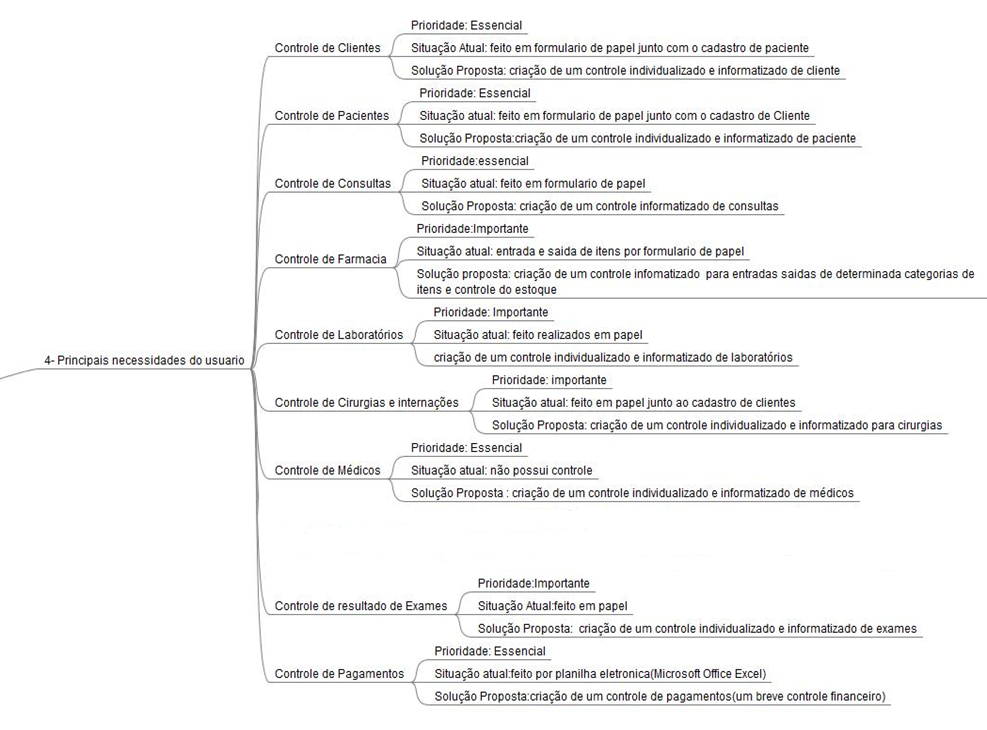 4- Principais necessidades do usuario
Controle de Clientes
Prioridade: Essencial
Situação Atual: feito em formulario de papel junto com o cadastro de paciente
Solução Proposta: criação de um controle individualizado e informatizado de cliente
Controle de Pacientes
Prioridade: Essencial
Situação atual: feito em formulario de papel junto com o cadastro de Cliente
Solução Proposta:criação de um controle individualizado e informatizado de paciente
Controle de Consultas
Prioridade:essencial
Situação atual: feito em formulario de papel
Solução Proposta: criação de um controle informatizado de consultas
Controle de Farmacia
Prioridade:Importante
Situação atual: entrada e saida de itens por formulario de papel
Solução proposta: criação de um controle infomatizado  para entradas saidas de determinada categorias de
itens e controle do estoque
Controle de Laboratórios
Prioridade: Importante
Situação atual: feito realizados em papel
criação de um controle individualizado e informatizado de laboratórios
Controle de Cirurgias e internações
Prioridade: importante
Situação atual: feito em papel junto ao cadastro de clientes
Solução Proposta: criação de um controle individualizado e informatizado para cirurgias
Controle de Médicos
Prioridade: Essencial
Situação atual: não possui controle
Solução Proposta : criação de um controle individualizado e informatizado de médicos
Controle de resultado de Exames
Prioridade:Importante
Situação Atual:feito em papel
Solução Proposta:  criação de um controle individualizado e informatizado de exames
Controle de Pagamentos
Prioridade: Essencial
Situação atual:feito por planilha eletronica(Microsoft Office Excel)
Solução Proposta:criação de um controle de pagamentos(um breve controle financeiro)